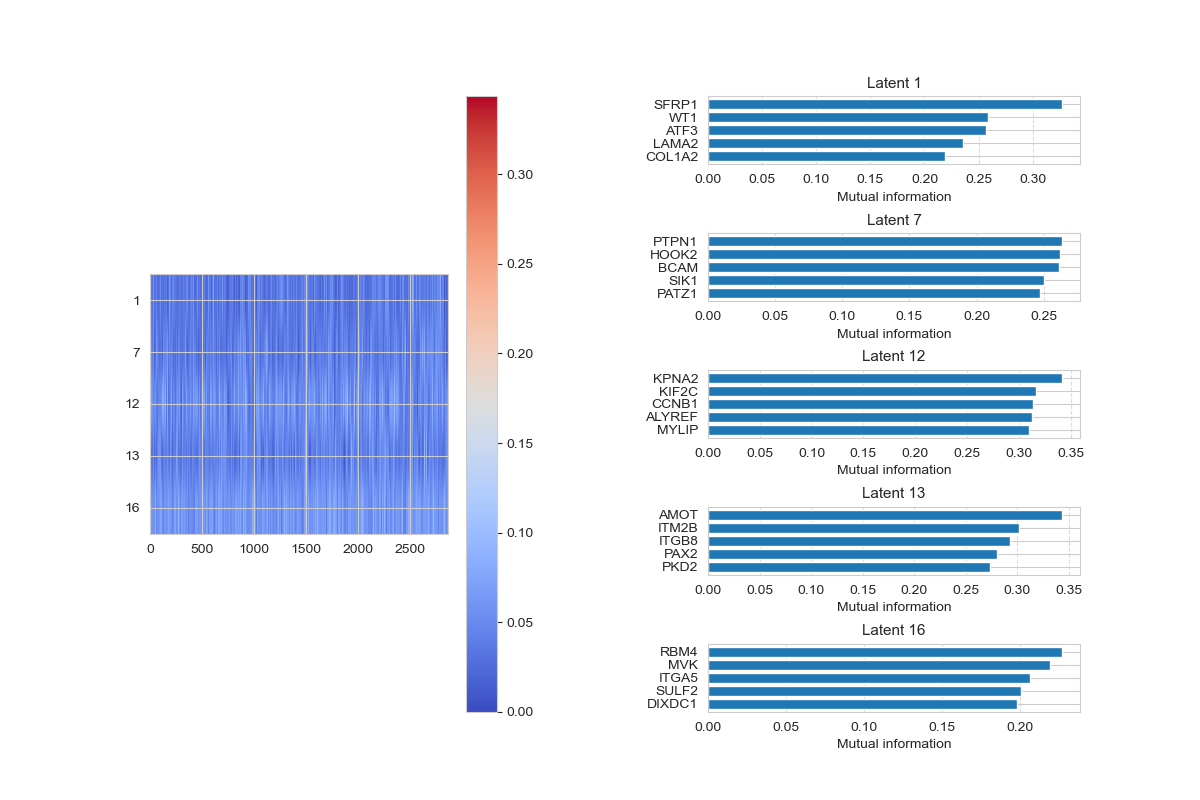 1
7
12
13
16
0 500 1000 1500 2000 2500
0.30
0.25
0.20
0.15
0.10
0.05
0.00
Latent 1
SFRP1
WT1
ATF3
LAMA2
COL1A2
0.00 0.05 0.10 0.15 0.20 0.25 0.30
Mutual information
Latent 7
PTPN1
HOOK2
BCAM
SIK1
PATZ1
0.00 0.05 0.10 0.15 0.20 0.25
Mutual information
Latent 12
KPNA2
KIF2C
CCNB1
ALYREF
MYLIP
0.00 0.05 0.10 0.15 0.20 0.25 0.30 0.35
Mutual information
Latent 13
AMOT
ITM2B
ITGB8
PAX2
PKD2
0.00 0.05 0.10 0.15 0.20 0.25 0.30 0.35
Mutual information
Latent 16
RBM4
MVK
ITGA5
SULF2
DIXDC1
0.00 0.05 0.10 0.15 0.20
Mutual information